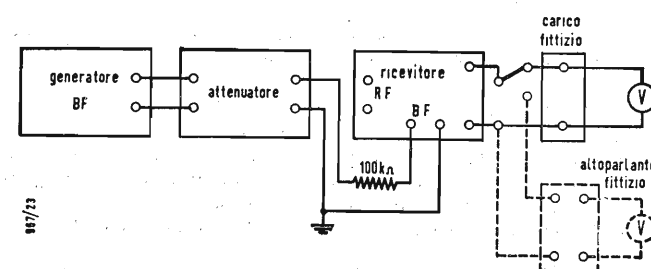 carico
fittizio
generatore
BF
attenuatore
ricevitore
RF
BF
V
100kΩ
altoparlante
fittizio
V
967/23